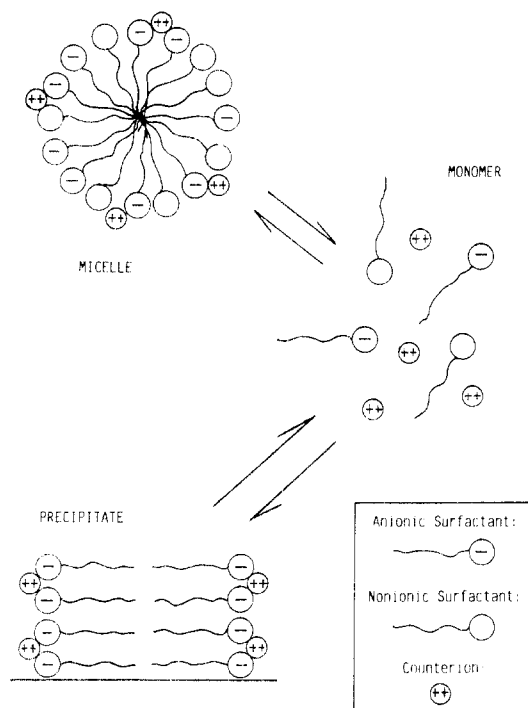 MICELLE
MONOMER
PRECIPITATE
Anionic Surfactant:
Nonionic Surfactant:
Counterion